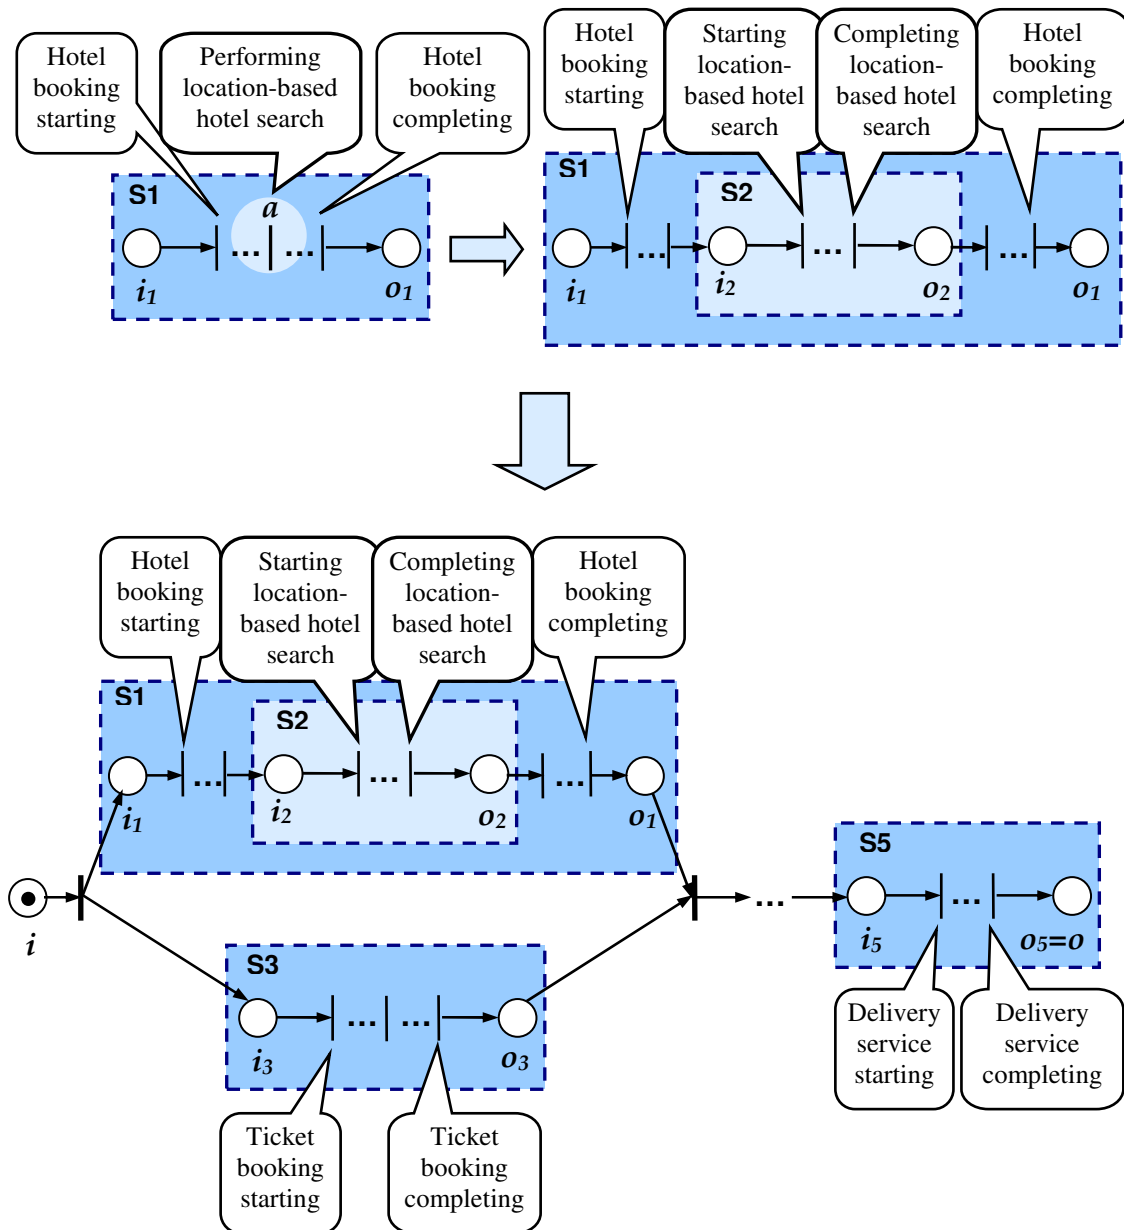 Hotel
booking
starting
Performing
location-based
hotel search
Hotel
booking
completing
S1
a
... ...
i1
o1
Hotel
booking
starting
Starting
location-
based hotel
search
Completing
location-
based hotel
search
Hotel
booking
completing
S1
S2
... ... ...
i1
i2
o2
o1
Hotel
booking
starting
Starting
location-
based hotel
search
Completing
location-
based hotel
search
Hotel
booking
completing
S1
S2
... ... ...
i1
i2
o2
o1
i
...
S5
...
i5
o5=o
S3
... ...
i3
o3
Delivery
service
starting
Delivery
service
completing
Ticket
booking
starting
Ticket
booking
completing